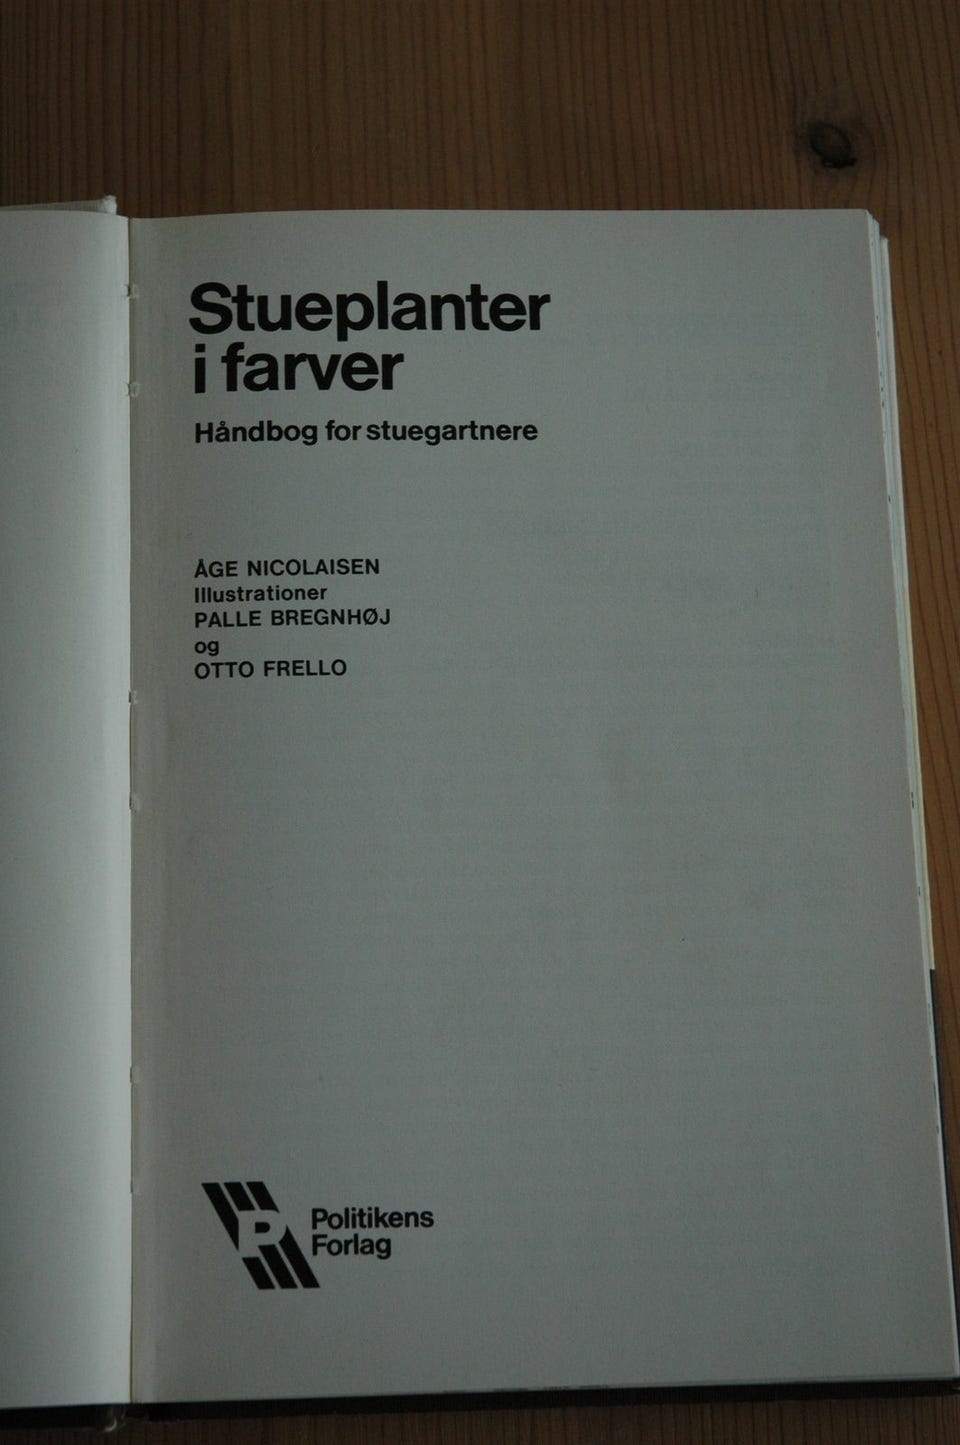 Stueplanter
i farver
Håndbog for stuegartnere
ÅGE NICOLAISEN
Illustrationer
PALLE BREGNHØJ
og
OTTO FRELLO
P
Politikens
Forlag